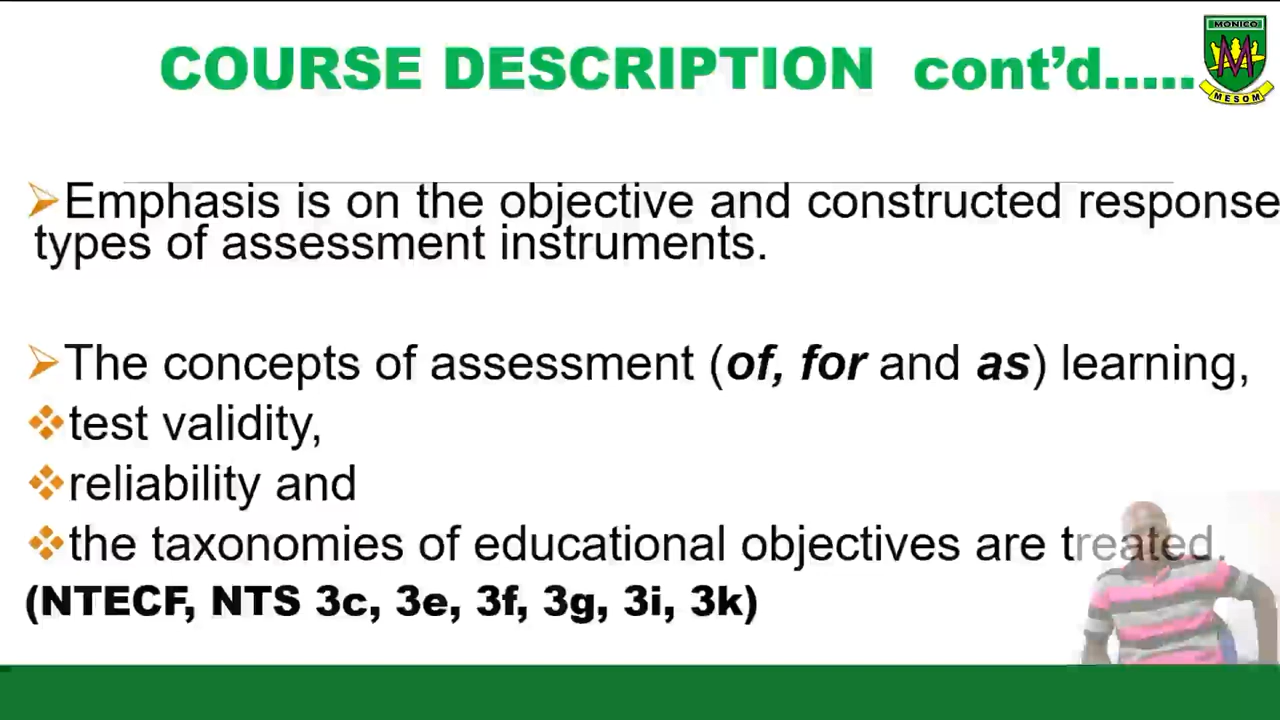 COURSE DESCRIPTION cont’d.....
MONICO
MESOM
Emphasis is on the objective and constructed response
types of assessment instruments.
The concepts of assessment (of, for and as) learning,
test validity,
reliability and
the taxonomies of educational objectives are treated.
(NTECF, NTS 3c, 3e, 3f, 3g, 3i, 3k)